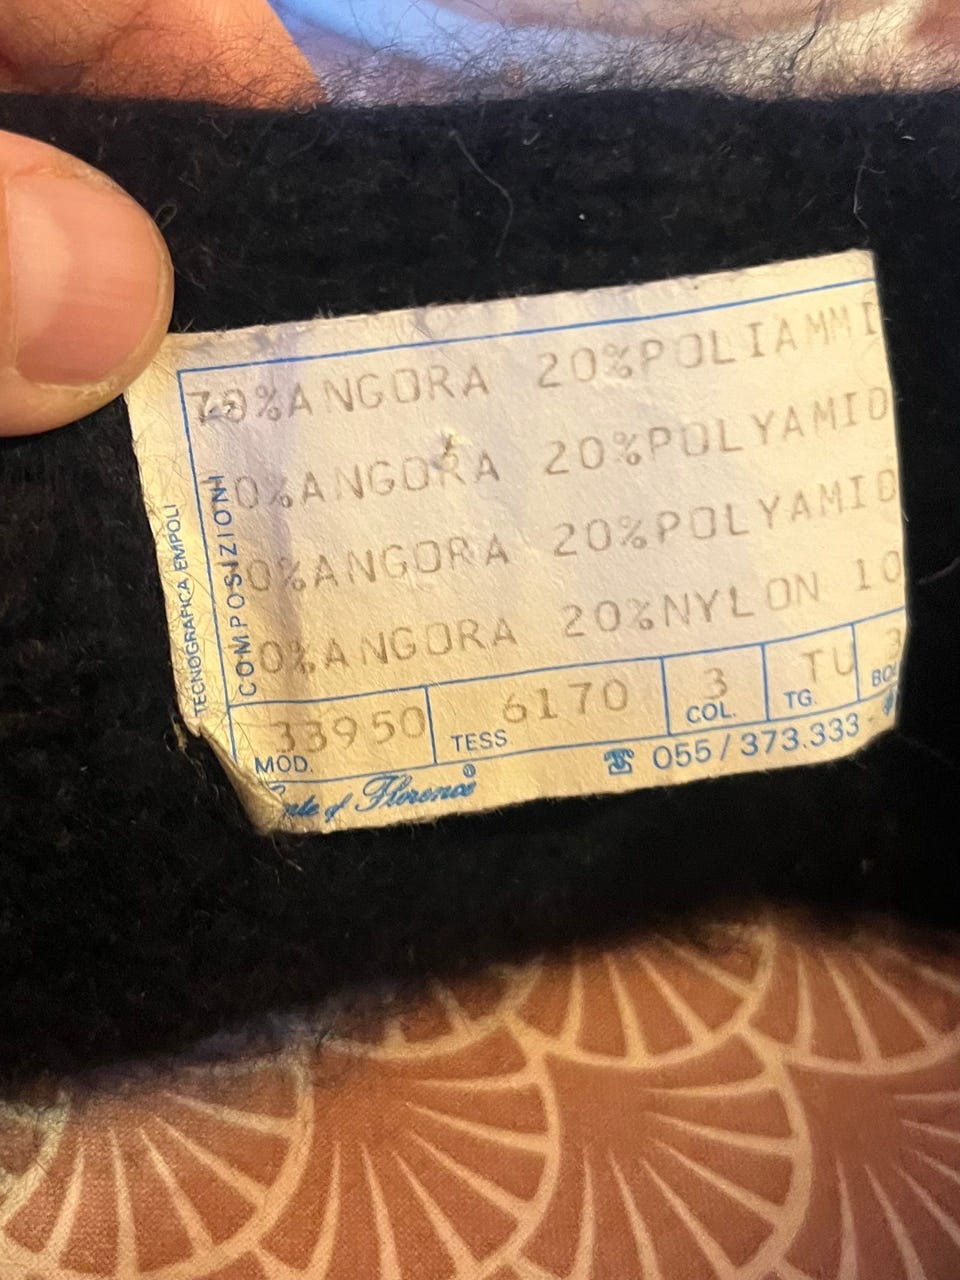 70%ANGORA 20%POLIAMMI
0%ANGORA 20%POLYAMID
0%ANGORA 20%POLYAMID
0%ANGORA 20%NYLON 10
TECNOGRAFICA EMPOLI
COMPOSIZIONI
33950 6170 3 TU 3
MOD. TESS COL. TG.
of Florence® ☎ 055/373.333